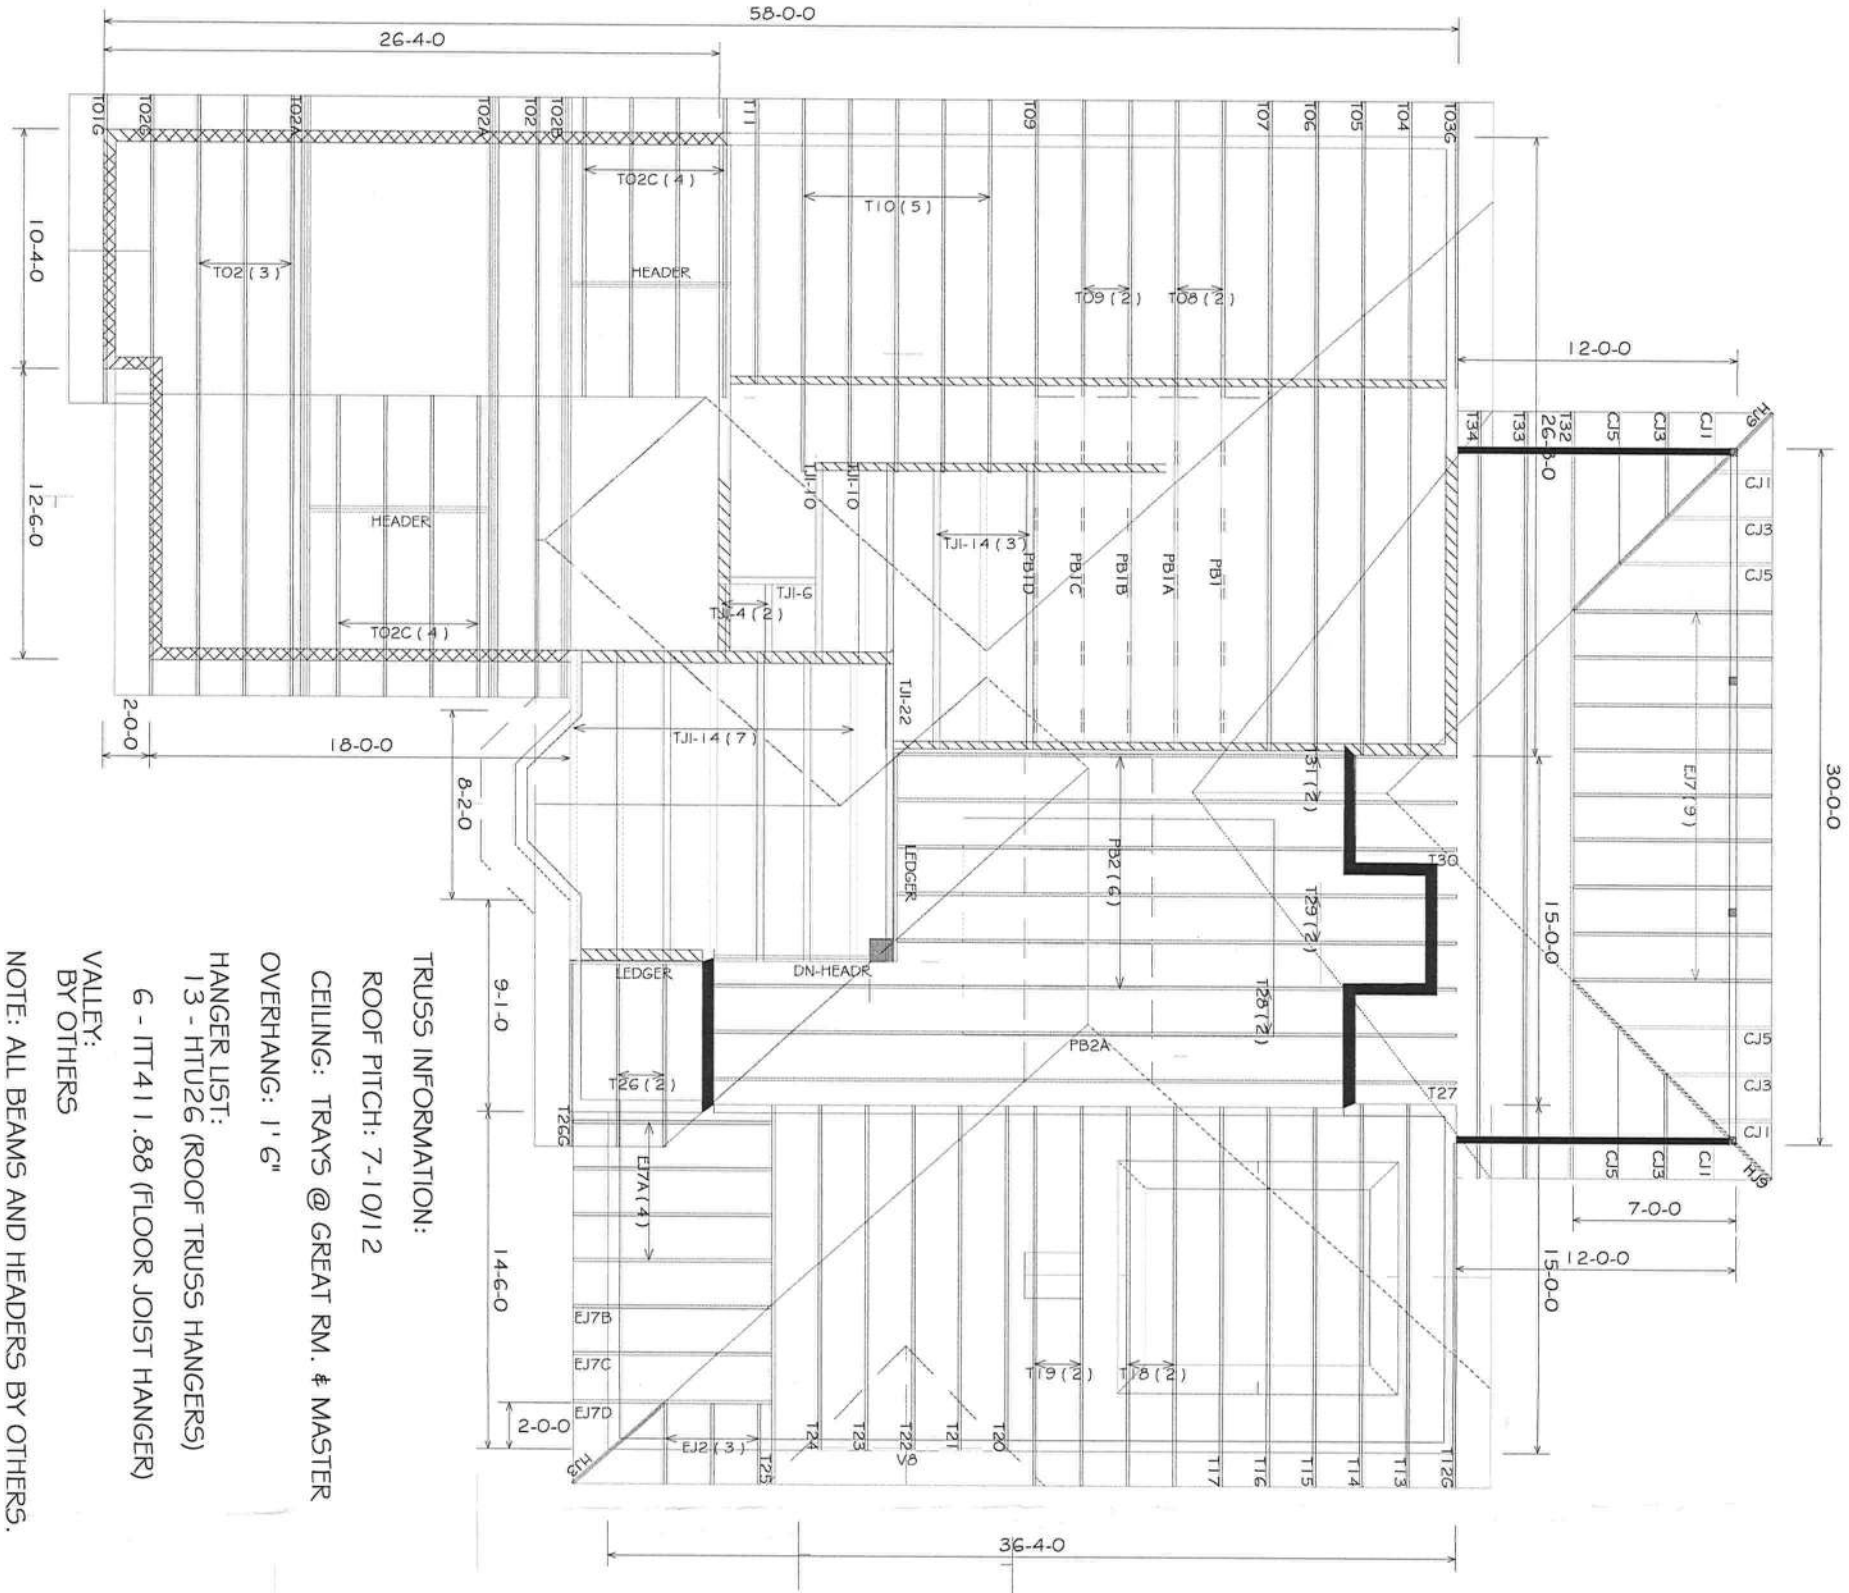 58-0-0
26-4-0
T01G
T02G
T02A
T02A
T02
T02B
T11
T09
T07
T06
T05
T04
T03G
T02C ( 4 )
T10 ( 5 )
T02 ( 3 )
HEADER
T09 ( 2 )
T08 ( 2 )
10-4-0
12-0-0
HJ9
T34
T33
T32
26-8-0
CJ5
CJ3
CJ1
CJ1
CJ3
CJ5
TJI-10
TJI-10
12-6-0
HEADER
TJI-14 ( 3 )
PB1D
PB1C
PB1B
PB1A
PB1
TJI-6
TJI-4 ( 2 )
T02C ( 4 )
TJI-22
2-0-0
18-0-0
TJI-14 ( 7 )
8-2-0
T31 ( 2 )
EJ7 ( 9 )
30-0-0
PB2 ( 6 )
LEDGER
T30
T29 ( 2 )
15-0-0
LEDGER
DN-HEADR
T28 ( 2 )
9-1-0
PB2A
CJ5
CJ3
CJ1
T26 ( 2 )
T27
T26G
CJ5
CJ3
CJ1
HJ9
EJ7A ( 4 )
7-0-0
14-6-0
15-0-0
12-0-0
EJ7B
EJ7C
EJ7D
T19 ( 2 )
T18 ( 2 )
2-0-0
EJ2 ( 3 )
HJ3
T25
T24
T23
T22
V8
T21
T20
T17
T16
T15
T14
T13
T12G
36-4-0
TRUSS INFORMATION:
ROOF PITCH: 7-10/12
CEILING: TRAYS @ GREAT RM. & MASTER
OVERHANG: 1' 6"
HANGER LIST:
13 - HTU26 (ROOF TRUSS HANGERS)
6 - ITT411.88 (FLOOR JOIST HANGER)
VALLEY:
BY OTHERS
NOTE: ALL BEAMS AND HEADERS BY OTHERS.